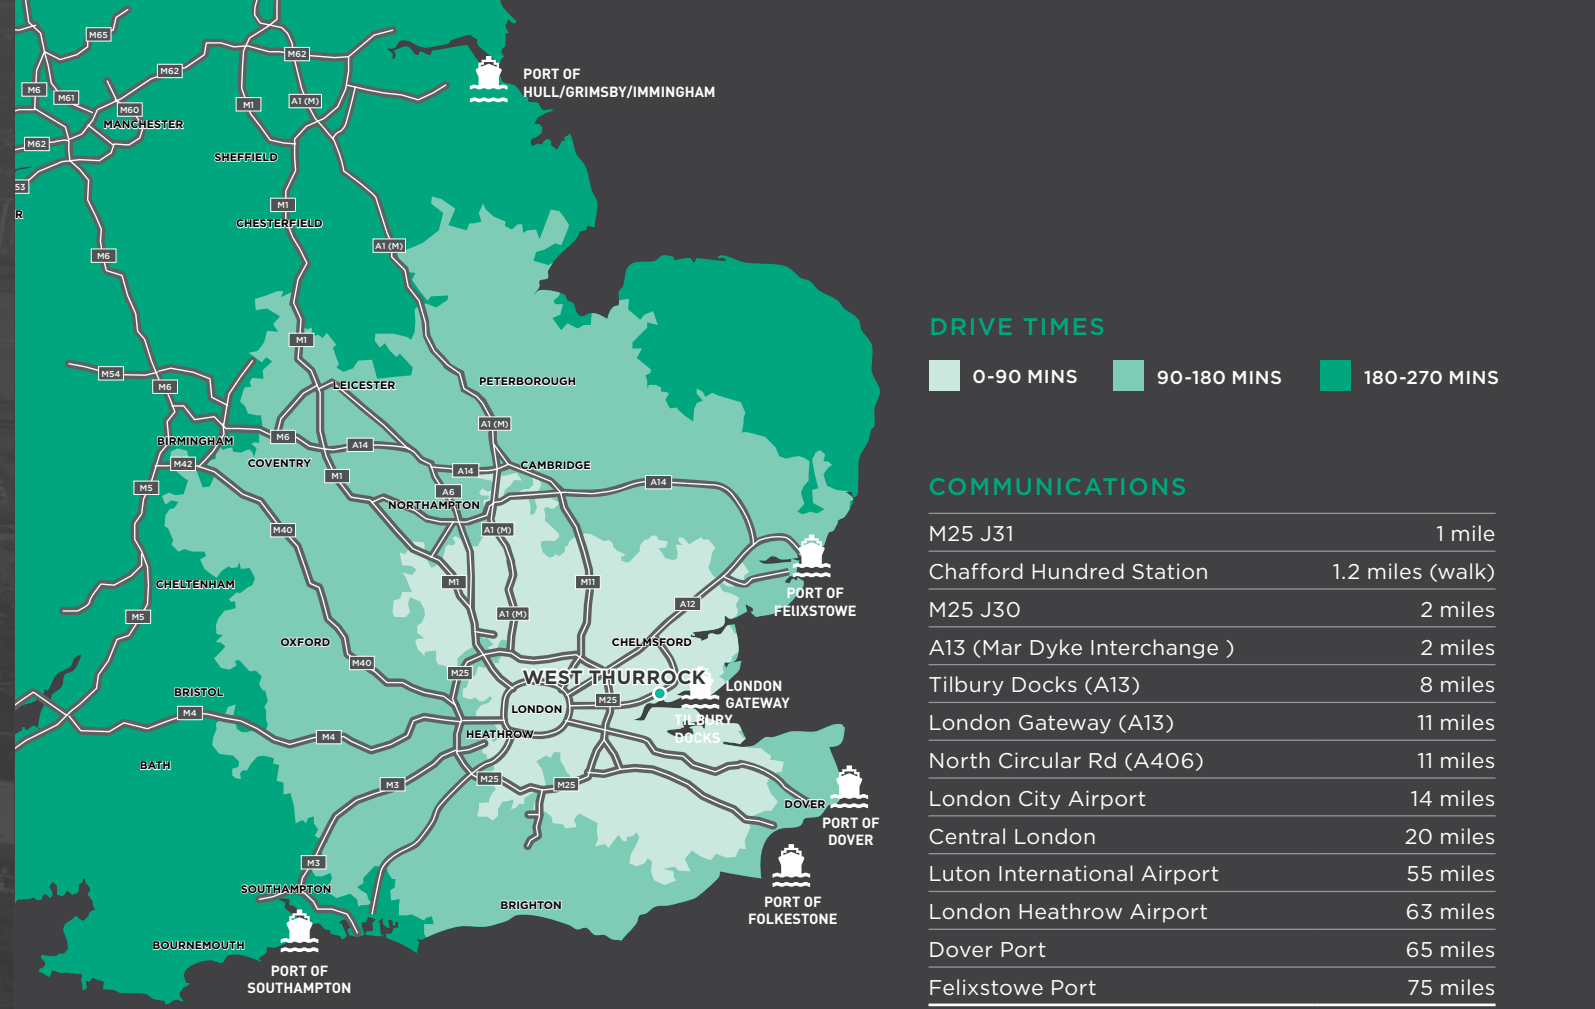 M65
M62
M62
M6
M61
M1
A1 (M)
M60
MANCHESTER
M62
SHEFFIELD
53
M1
R
CHESTERFIELD
A1 (M)
M6
PORT OF
HULL/GRIMSBY/IMMINGHAM
M1
M54
M6
LEICESTER
PETERBOROUGH
A1 (M)
M6
BIRMINGHAM
A14
COVENTRY
M42
CAMBRIDGE
A14
M1
A14
M5
A6
NORTHAMPTON
M40
A1 (M)
CHELTENHAM
M1
M11
PORT OF
FELIXSTOWE
A12
M5
A1 (M)
OXFORD
CHELMSFORD
M40
M25
WEST THURROCK
LONDON
GATEWAY
BRISTOL
M25
LONDON
M4
TILBURY
DOCKS
HEATHROW
M4
BATH
M3
M25
M25
DOVER
PORT OF
DOVER
M3
SOUTHAMPTON
BRIGHTON
PORT OF
FOLKESTONE
BOURNEMOUTH
PORT OF
SOUTHAMPTON
DRIVE TIMES
0-90 MINS
90-180 MINS
180-270 MINS
COMMUNICATIONS
M25 J31 1 mile
Chafford Hundred Station 1.2 miles (walk)
M25 J30 2 miles
A13 (Mar Dyke Interchange ) 2 miles
Tilbury Docks (A13) 8 miles
London Gateway (A13) 11 miles
North Circular Rd (A406) 11 miles
London City Airport 14 miles
Central London 20 miles
Luton International Airport 55 miles
London Heathrow Airport 63 miles
Dover Port 65 miles
Felixstowe Port 75 miles